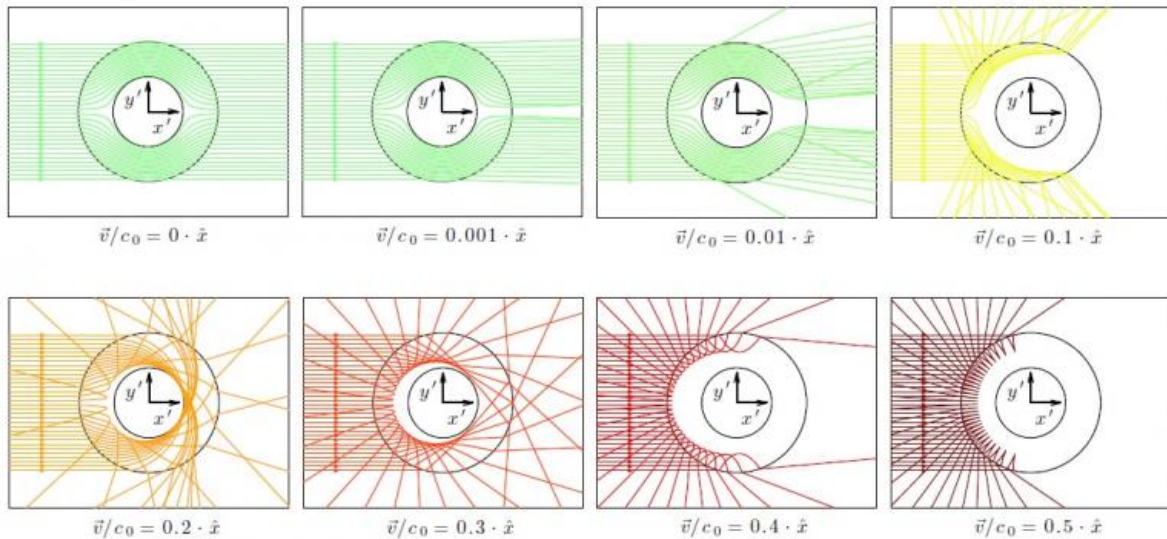 y′ x′ y′ x′ y′ x′ y′ x′
v⃗/c₀ = 0 · x̂ v⃗/c₀ = 0.001 · x̂ v⃗/c₀ = 0.01 · x̂ v⃗/c₀ = 0.1 · x̂
y′ x′ y′ x′ y′ x′ y′ x′
v⃗/c₀ = 0.2 · x̂ v⃗/c₀ = 0.3 · x̂ v⃗/c₀ = 0.4 · x̂ v⃗/c₀ = 0.5 · x̂